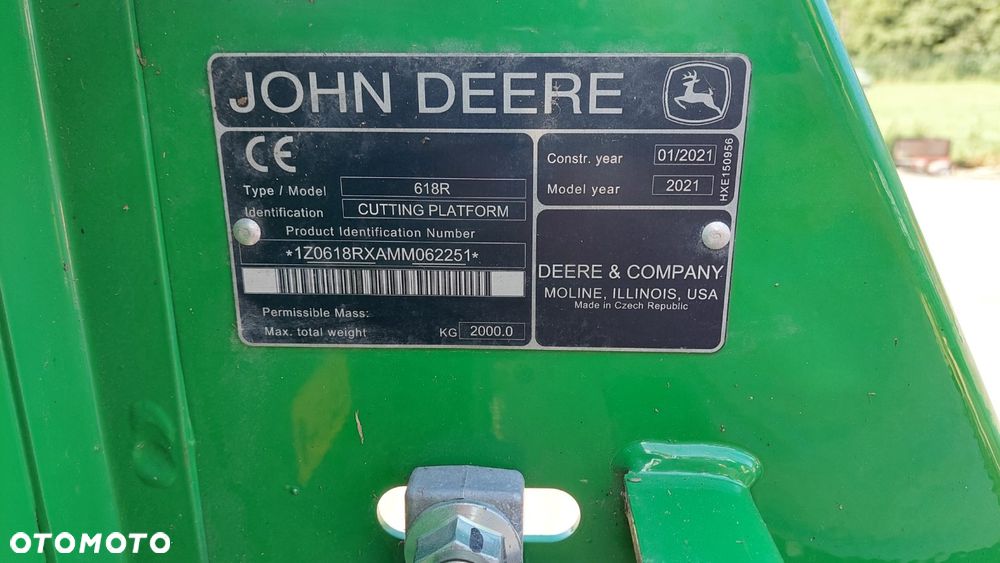 JOHN DEERE
CE
Type / Model 618R
Identification CUTTING PLATFORM
Product Identification Number
*1Z0618RXAMM062251*
Permissible Mass:
Max. total weight KG 2000.0
Constr. year 01/2021
Model year 2021
HXE150956
DEERE & COMPANY
MOLINE, ILLINOIS, USA
Made in Czech Republic
OTOMOTO